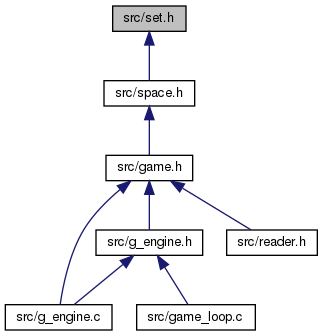 src/set.h
src/space.h
src/game.h
src/g_engine.h
src/reader.h
src/g_engine.c
src/game_loop.c